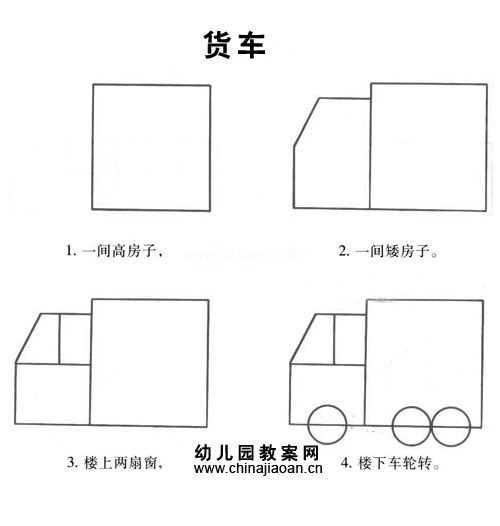 货车
1. 一间高房子，
2. 一间矮房子。
3. 楼上两扇窗，
4. 楼下车轮转。
幼儿园教案网
www.chinajiaoan.cn